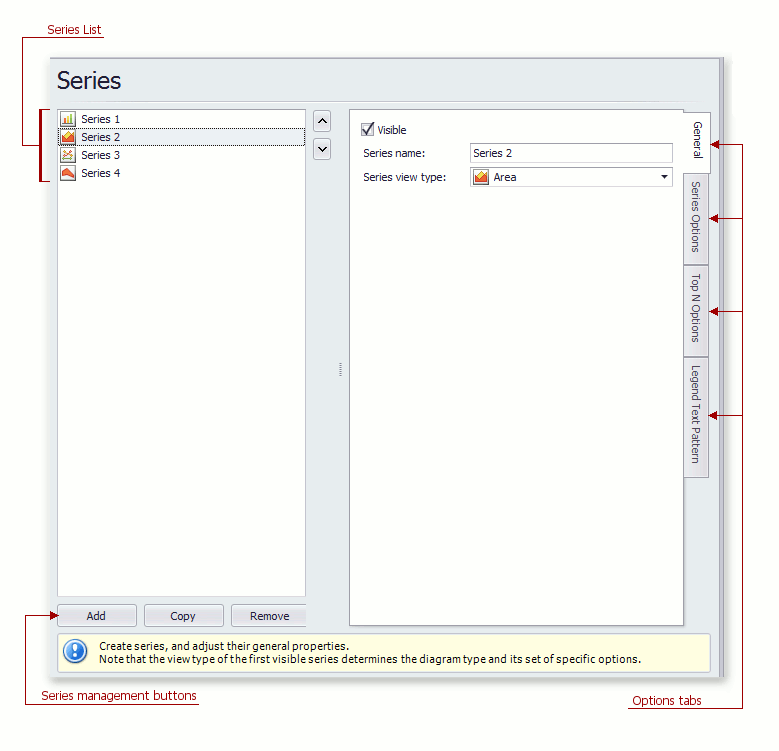 Series List
Series
Series 1
Series 2
Series 3
Series 4
Visible
Series name: Series 2
Series view type: Area
General
Series Options
Top N Options
Legend Text Pattern
Add Copy Remove
Create series, and adjust their general properties.
Note that the view type of the first visible series determines the diagram type and its set of specific options.
Series management buttons
Options tabs